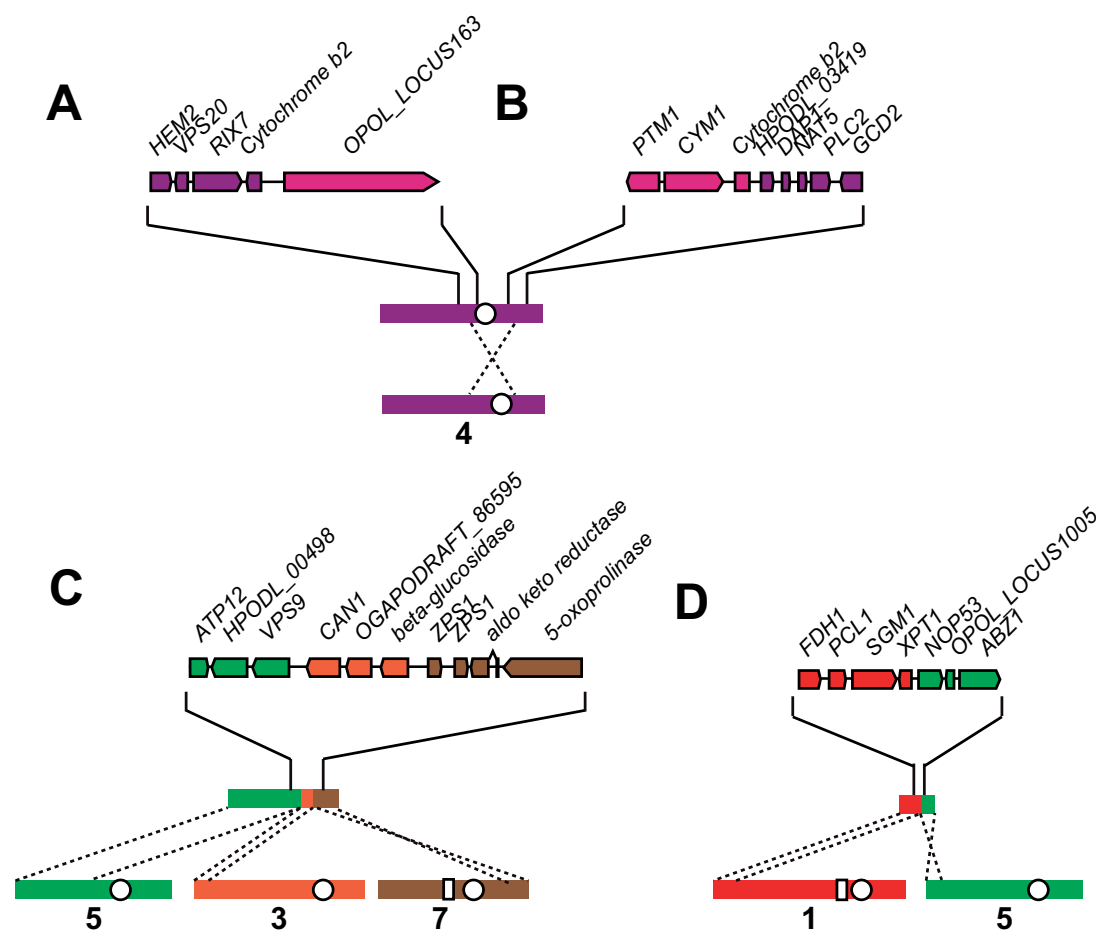 A
HEM2
VPS20
RIX7
Cytochrome b2
OPOL_LOCUS163
B
PTM1
CYM1
Cytochrome b2
HPODL_03419
DAP1
NAT5
PLC2
GCD2
4
C
ATP12
HPODL_00498
VPS9
CAN1
OGAPODRAFT_86595
beta-glucosidase
ZPS1
ZPS1
aldo keto reductase
5-oxoprolinase
D
FDH1
PCL1
SGM1
XPT1
NOP53
OPOL_LOCUS1005
ABZ1
5
3
7
1
5